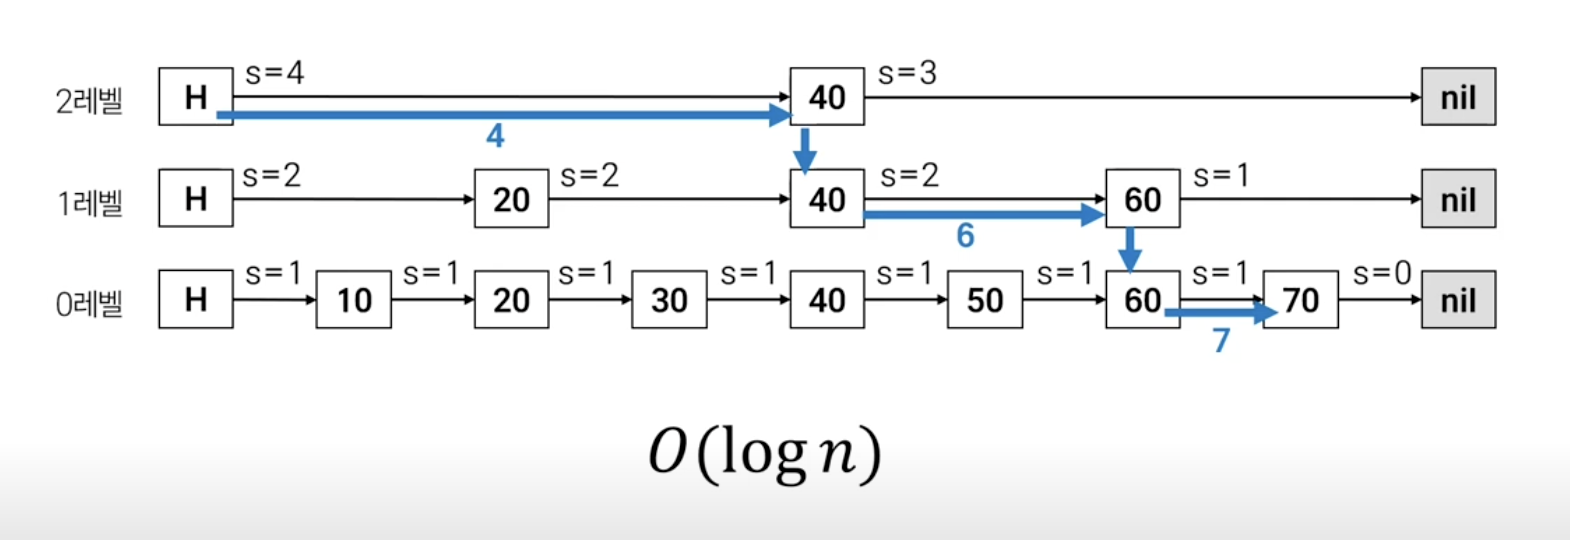 s=4 s=3
2레벨 H 40 nil
4
s=2 s=2 s=2 s=1
1레벨 H 20 40 60 nil
6
s=1 s=1 s=1 s=1 s=1 s=1 s=1 s=0
0레벨 H 10 20 30 40 50 60 70 nil
7
O(log n)